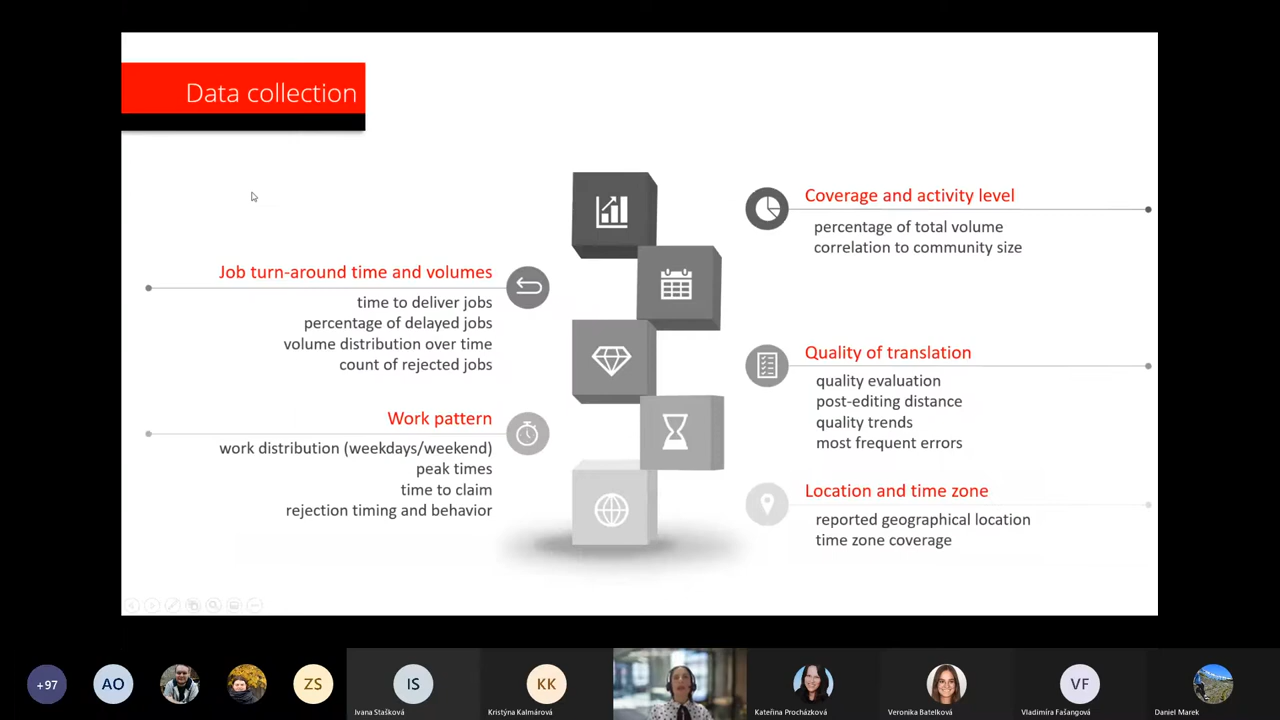 Data collection
Coverage and activity level
percentage of total volume
correlation to community size
Job turn-around time and volumes
time to deliver jobs
percentage of delayed jobs
volume distribution over time
count of rejected jobs
Quality of translation
quality evaluation
post-editing distance
quality trends
most frequent errors
Work pattern
work distribution (weekdays/weekend)
peak times
time to claim
rejection timing and behavior
Location and time zone
reported geographical location
time zone coverage
+97
AO
ZS
IS
KK
VF
Ivana Stašková
Kristýna Kalmárová
Kateřina Procházková
Veronika Batelková
Vladimíra Fašangová
Daniel Marek